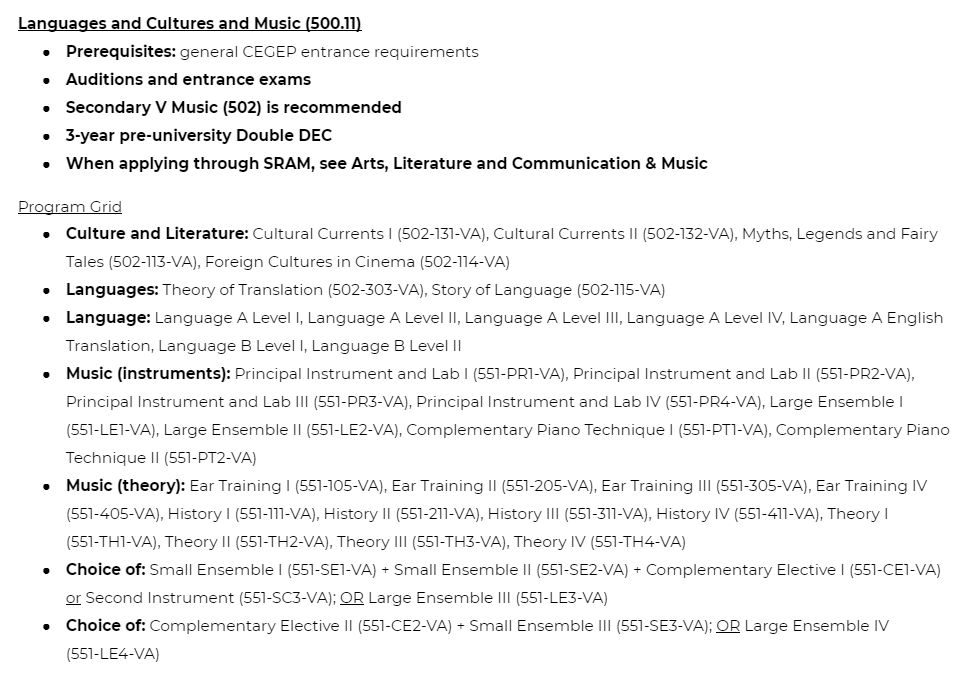 Languages and Cultures and Music (500.11)
• Prerequisites: general CEGEP entrance requirements
• Auditions and entrance exams
• Secondary V Music (502) is recommended
• 3-year pre-university Double DEC
• When applying through SRAM, see Arts, Literature and Communication & Music
Program Grid
• Culture and Literature: Cultural Currents I (502-131-VA), Cultural Currents II (502-132-VA), Myths, Legends and Fairy
Tales (502-113-VA), Foreign Cultures in Cinema (502-114-VA)
• Languages: Theory of Translation (502-303-VA), Story of Language (502-115-VA)
• Language: Language A Level I, Language A Level II, Language A Level III, Language A Level IV, Language A English
Translation, Language B Level I, Language B Level II
• Music (instruments): Principal Instrument and Lab I (551-PR1-VA), Principal Instrument and Lab II (551-PR2-VA),
Principal Instrument and Lab III (551-PR3-VA), Principal Instrument and Lab IV (551-PR4-VA), Large Ensemble I
(551-LE1-VA), Large Ensemble II (551-LE2-VA), Complementary Piano Technique I (551-PT1-VA), Complementary Piano
Technique II (551-PT2-VA)
• Music (theory): Ear Training I (551-105-VA), Ear Training II (551-205-VA), Ear Training III (551-305-VA), Ear Training IV
(551-405-VA), History I (551-111-VA), History II (551-211-VA), History III (551-311-VA), History IV (551-411-VA), Theory I
(551-TH1-VA), Theory II (551-TH2-VA), Theory III (551-TH3-VA), Theory IV (551-TH4-VA)
• Choice of: Small Ensemble I (551-SE1-VA) + Small Ensemble II (551-SE2-VA) + Complementary Elective I (551-CE1-VA)
or Second Instrument (551-SC3-VA); OR Large Ensemble III (551-LE3-VA)
• Choice of: Complementary Elective II (551-CE2-VA) + Small Ensemble III (551-SE3-VA); OR Large Ensemble IV
(551-LE4-VA)